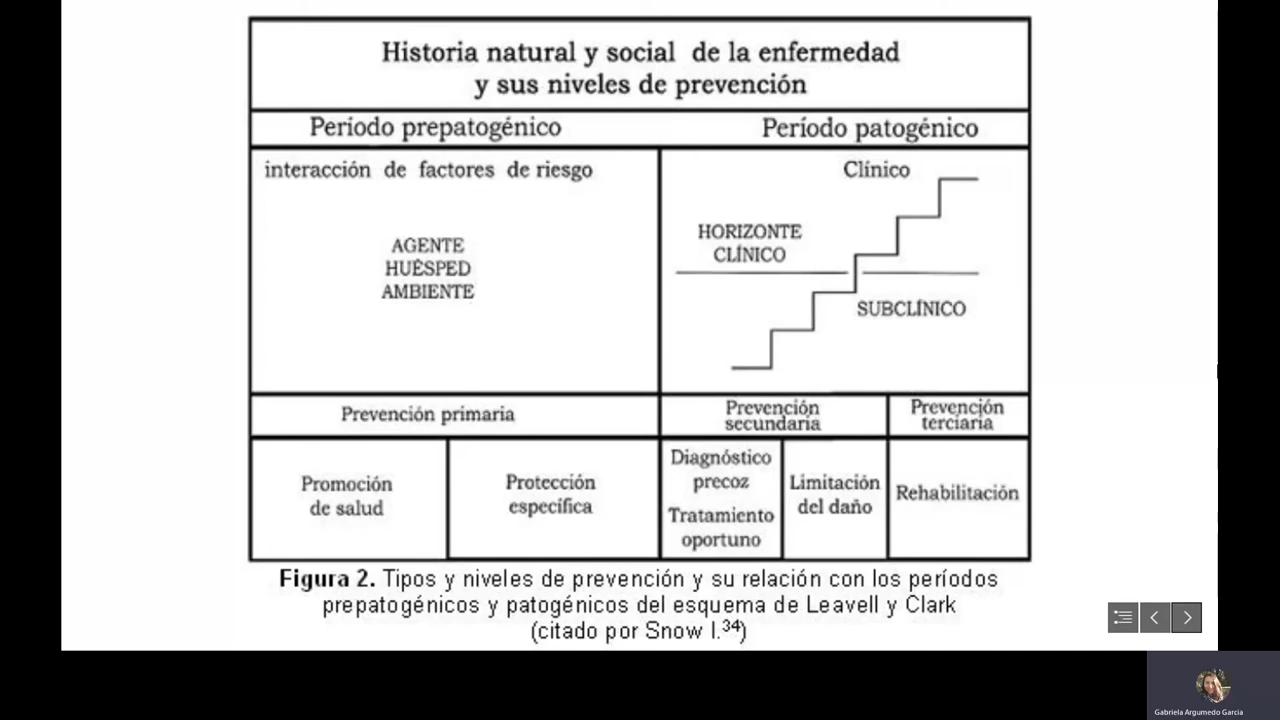 Historia natural y social de la enfermedad
y sus niveles de prevención
Período prepatogénico
Período patogénico
interacción de factores de riesgo
AGENTE
HUÉSPED
AMBIENTE
Clínico
HORIZONTE
CLÍNICO
SUBCLÍNICO
Prevención primaria
Prevención
secundaria
Prevención
terciaria
Promoción
de salud
Protección
específica
Diagnóstico
precoz
Tratamiento
oportuno
Limitación
del daño
Rehabilitación
Figura 2. Tipos y niveles de prevención y su relación con los períodos
prepatogénicos y patogénicos del esquema de Leavell y Clark
(citado por Snow I.34)
Gabriela Argumedo Garcia